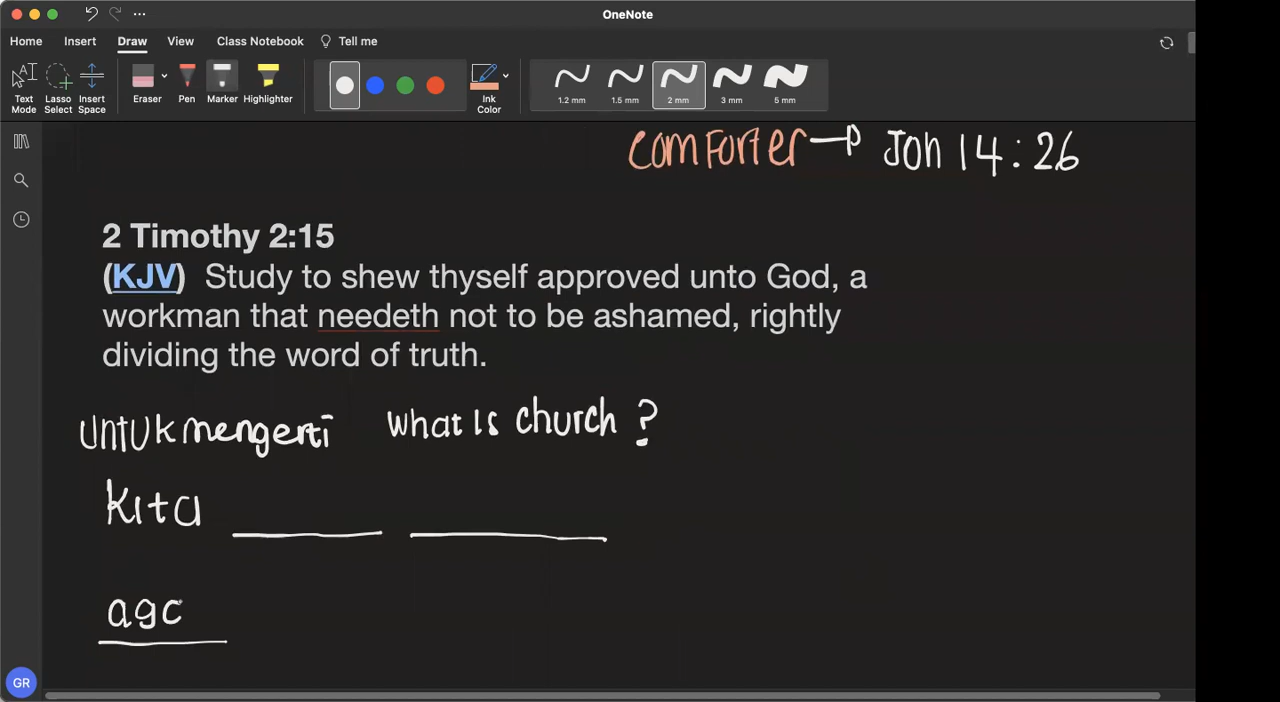 OneNote
Home Insert Draw View Class Notebook Tell me
Text Mode
Lasso Select
Insert Space
Eraser
Pen
Marker
Highlighter
Ink Color
1.2 mm
1.5 mm
2 mm
3 mm
5 mm
comForter Joh 14:26
2 Timothy 2:15
(KJV) Study to shew thyself approved unto God, a
workman that needeth not to be ashamed, rightly
dividing the word of truth.
untuk mengerti what is church ?
kita
agc
GR